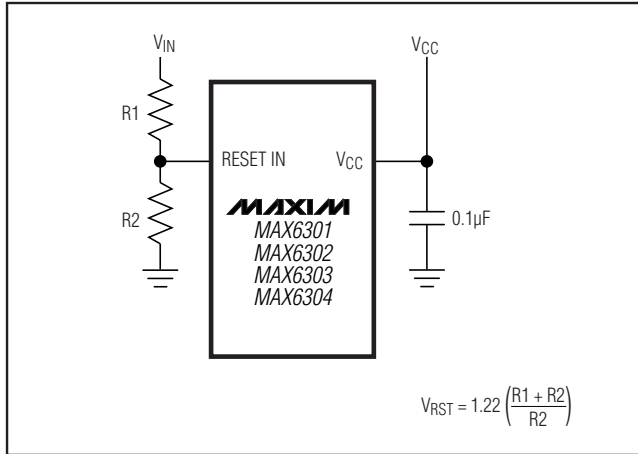 V_IN
V_CC
R1
RESET IN
V_CC
R2
MAXIM
MAX6301
MAX6302
MAX6303
MAX6304
0.1µF
V_RST = 1.22 ( (R1 + R2) / R2 )